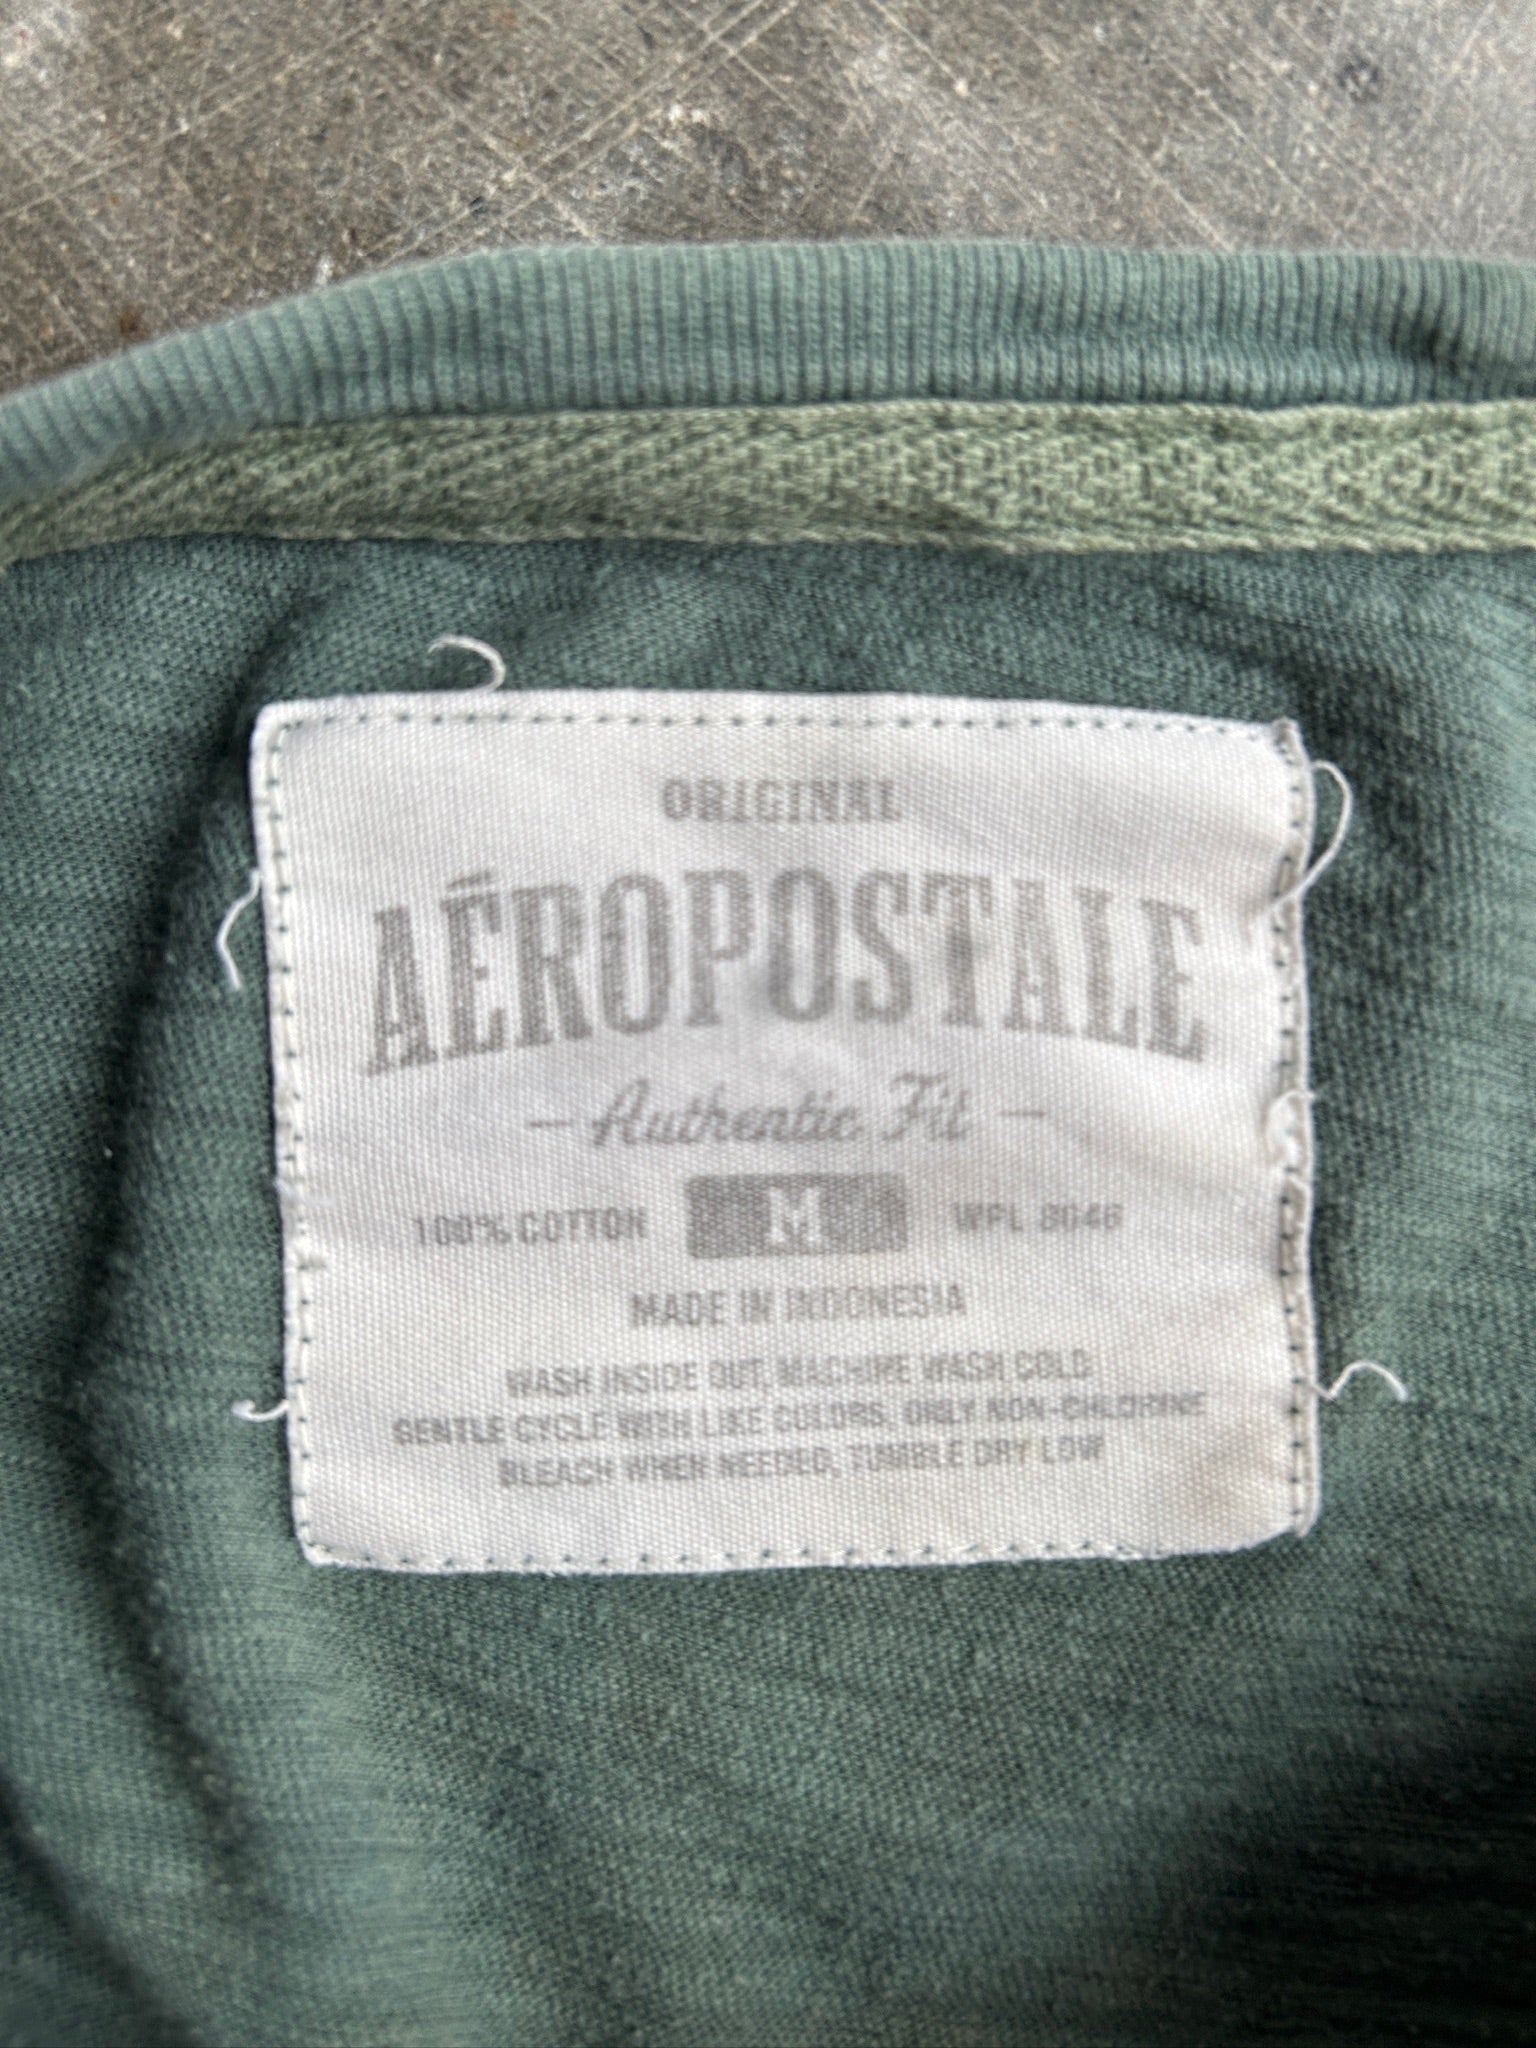 ORIGINAL
AÉROPOSTALE
– Authentic Fit –
100% COTTON M WPL 8046
MADE IN INDONESIA
WASH INSIDE OUT, MACHINE WASH COLD
GENTLE CYCLE WITH LIKE COLORS, ONLY NON-CHLORINE
BLEACH WHEN NEEDED, TUMBLE DRY LOW